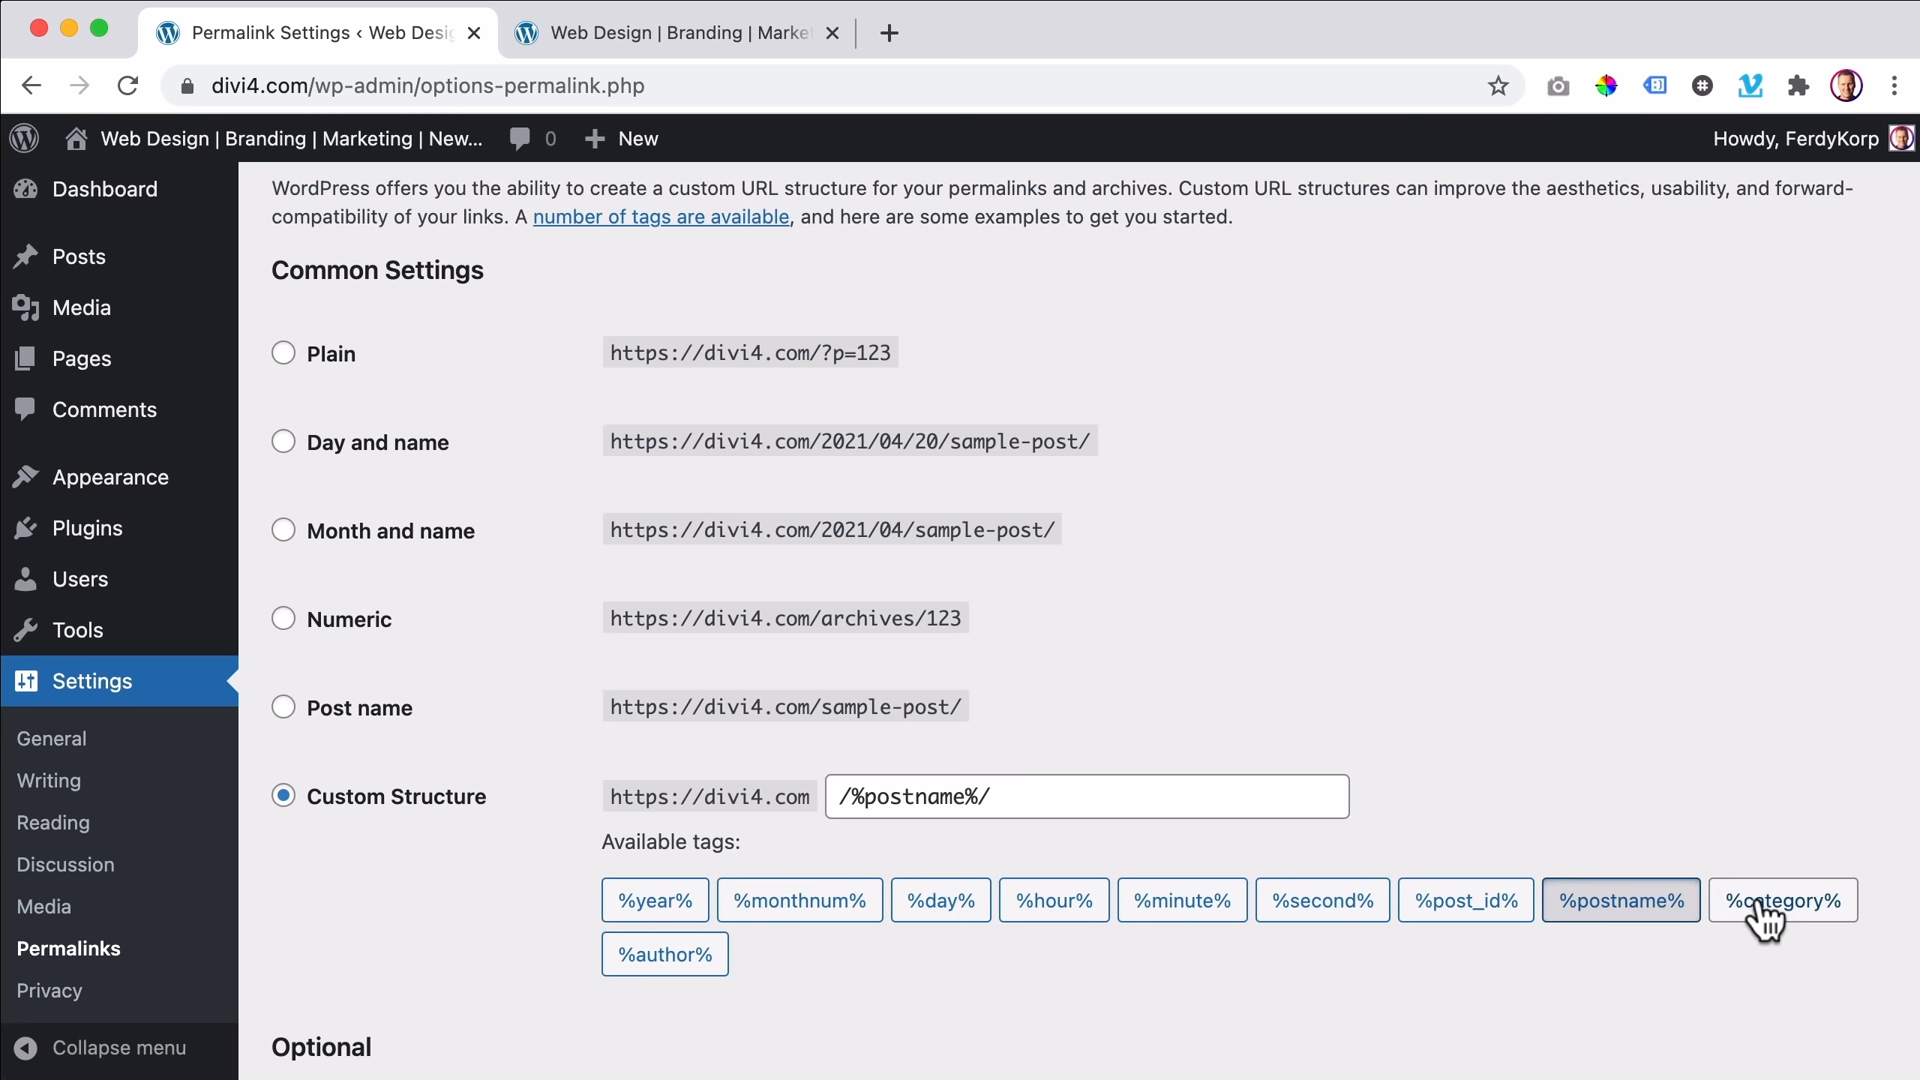 Permalink Settings ‹ Web Desig
Web Design | Branding | Marke
divi4.com/wp-admin/options-permalink.php
Web Design | Branding | Marketing | New...
0
New
Howdy, FerdyKorp
Dashboard
Posts
Media
Pages
Comments
Appearance
Plugins
Users
Tools
Settings
General
Writing
Reading
Discussion
Media
Permalinks
Privacy
Collapse menu
WordPress offers you the ability to create a custom URL structure for your permalinks and archives. Custom URL structures can improve the aesthetics, usability, and forward-
compatibility of your links. A number of tags are available, and here are some examples to get you started.
Common Settings
Plain https://divi4.com/?p=123
Day and name https://divi4.com/2021/04/20/sample-post/
Month and name https://divi4.com/2021/04/sample-post/
Numeric https://divi4.com/archives/123
Post name https://divi4.com/sample-post/
Custom Structure https://divi4.com /%postname%/
Available tags:
%year% %monthnum% %day% %hour% %minute% %second% %post_id% %postname% %category%
%author%
Optional